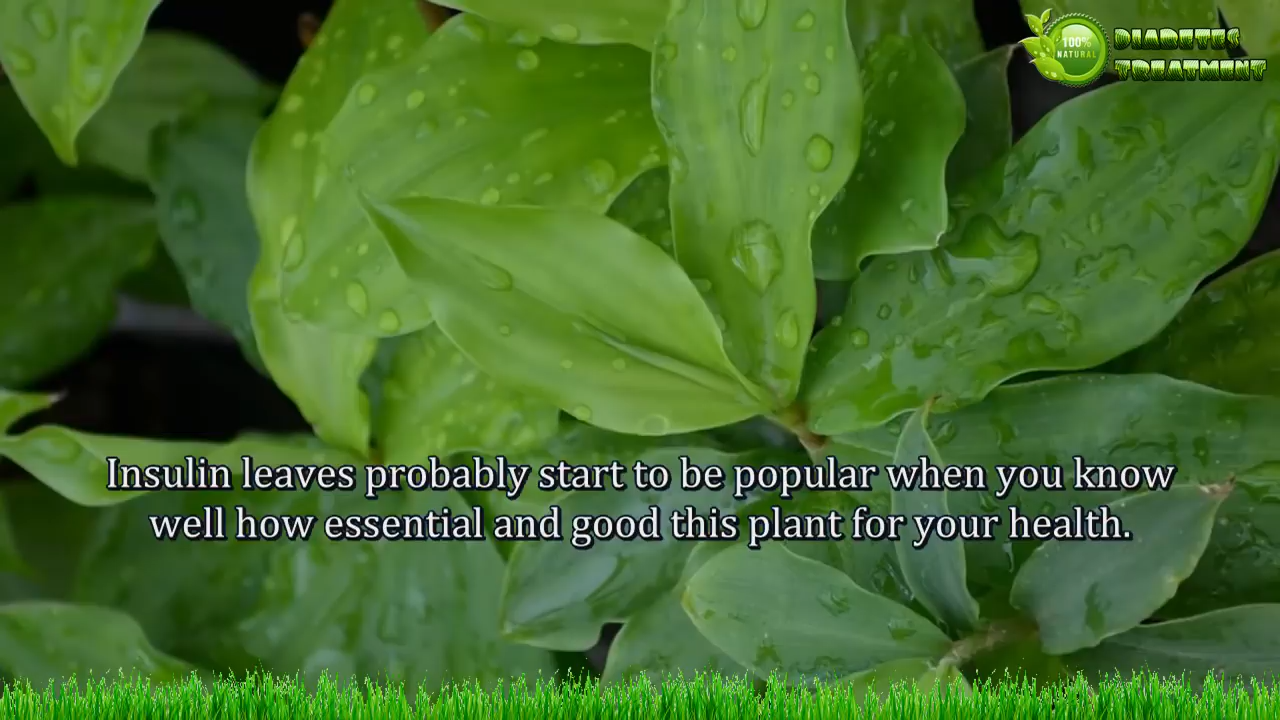 100%
NATURAL
DIABETES
TREATMENT
Insulin leaves probably start to be popular when you know
well how essential and good this plant for your health.